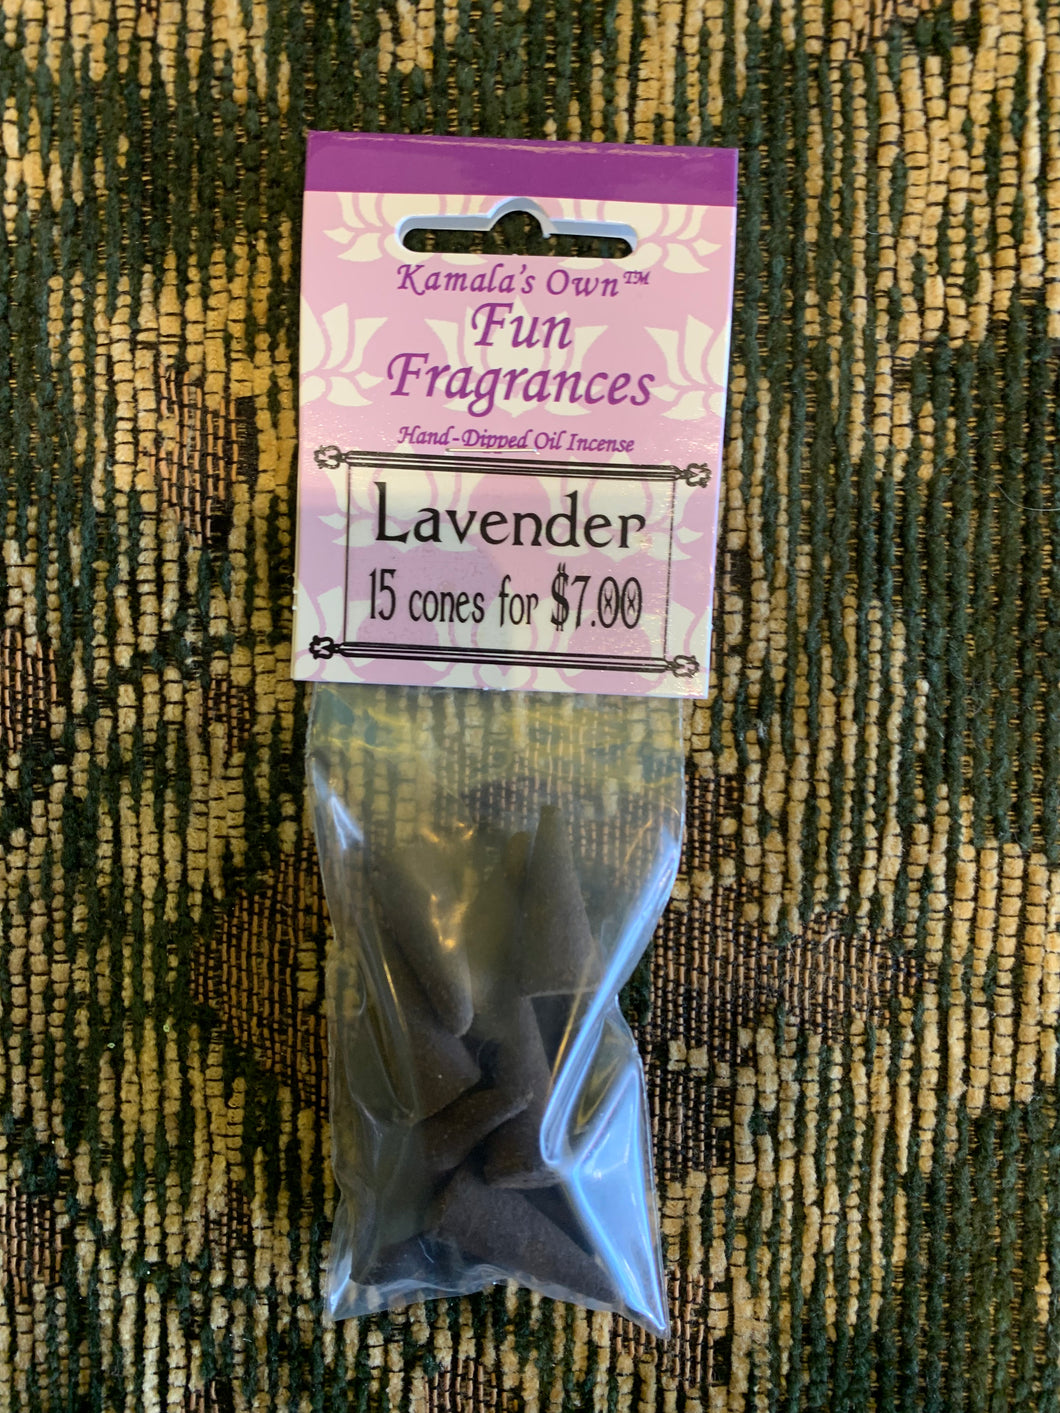 Kamala's Own™
Fun
Fragrances
Hand-Dipped Oil Incense
Lavender
15 cones for $7.00